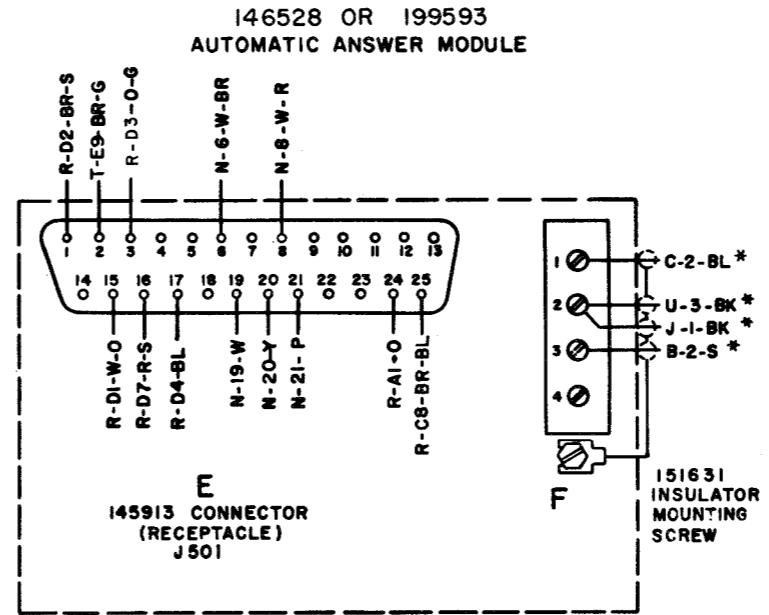 146528 OR 199593
AUTOMATIC ANSWER MODULE
R-D2-BR-S
T-E9-BR-G
R-D3-O-G
N-6-W-BR
N-8-W-R
1 2 3 4 5 6 7 8 9 10 11 12 13
14 15 16 17 18 19 20 21 22 23 24 25
R-D1-W-O
R-D7-R-S
R-D4-BL
N-19-W
N-20-Y
N-21-P
R-A1-O
R-C8-BR-BL
1 C-2-BL*
2 U-3-BK*
J-1-BK*
3 B-2-S*
4
E
145913 CONNECTOR
(RECEPTACLE)
J501
F
151631
INSULATOR
MOUNTING
SCREW